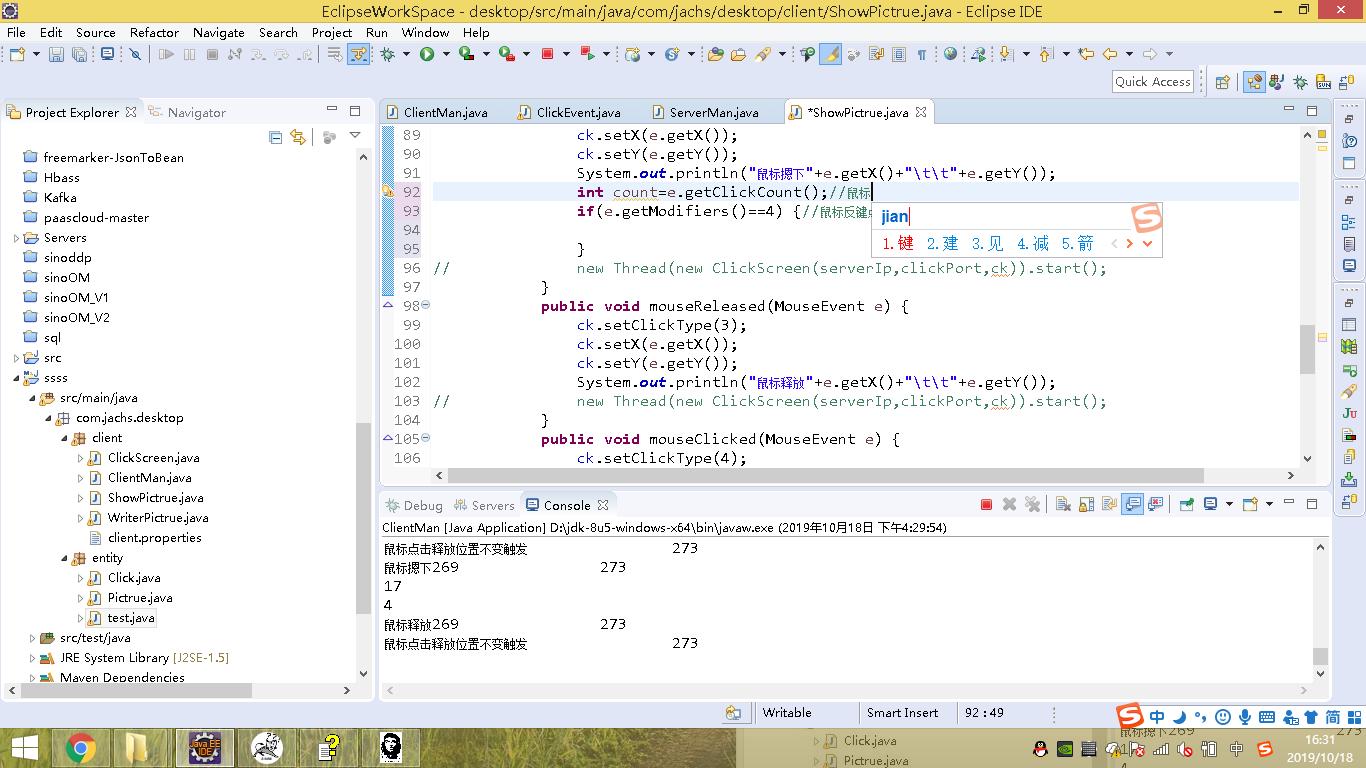 EclipseWorkSpace - desktop/src/main/java/com/jachs/desktop/client/ShowPictrue.java - Eclipse IDE
File Edit Source Refactor Navigate Search Project Run Window Help
Quick Access
Project Explorer Navigator
freemarker-JsonToBean
Hbass
Kafka
paascloud-master
Servers
sinoddp
sinoOM
sinoOM_V1
sinoOM_V2
sql
src
ssss
src/main/java
com.jachs.desktop
client
ClickScreen.java
ClientMan.java
ShowPictrue.java
WriterPictrue.java
client.properties
entity
Click.java
Pictrue.java
test.java
src/test/java
JRE System Library [J2SE-1.5]
Maven Dependencies
ClientMan.java ClickEvent.java ServerMan.java *ShowPictrue.java
89 ck.setX(e.getX());
90 ck.setY(e.getY());
91 System.out.println("鼠标摁下"+e.getX()+"\t\t"+e.getY());
92 int count=e.getClickCount();//鼠标
93 if(e.getModifiers()==4) {//鼠标反键
94
95 }
96 // new Thread(new ClickScreen(serverIp,clickPort,ck)).start();
97 }
98 public void mouseReleased(MouseEvent e) {
99 ck.setClickType(3);
100 ck.setX(e.getX());
101 ck.setY(e.getY());
102 System.out.println("鼠标释放"+e.getX()+"\t\t"+e.getY());
103 // new Thread(new ClickScreen(serverIp,clickPort,ck)).start();
104 }
105 public void mouseClicked(MouseEvent e) {
106 ck.setClickType(4);
jian
1.键 2.建 3.见 4.减 5.箭
Debug Servers Console
ClientMan [Java Application] D:\jdk-8u5-windows-x64\bin\javaw.exe (2019年10月18日 下午4:29:54)
鼠标点击释放位置不变触发 273
鼠标摁下269 273
17
4
鼠标释放269 273
鼠标点击释放位置不变触发 273
Writable Smart Insert 92 : 49
中 简
Java EE
IDE
Click.java
Pictrue.java
鼠标摁下269 273
中
16:31
2019/10/18